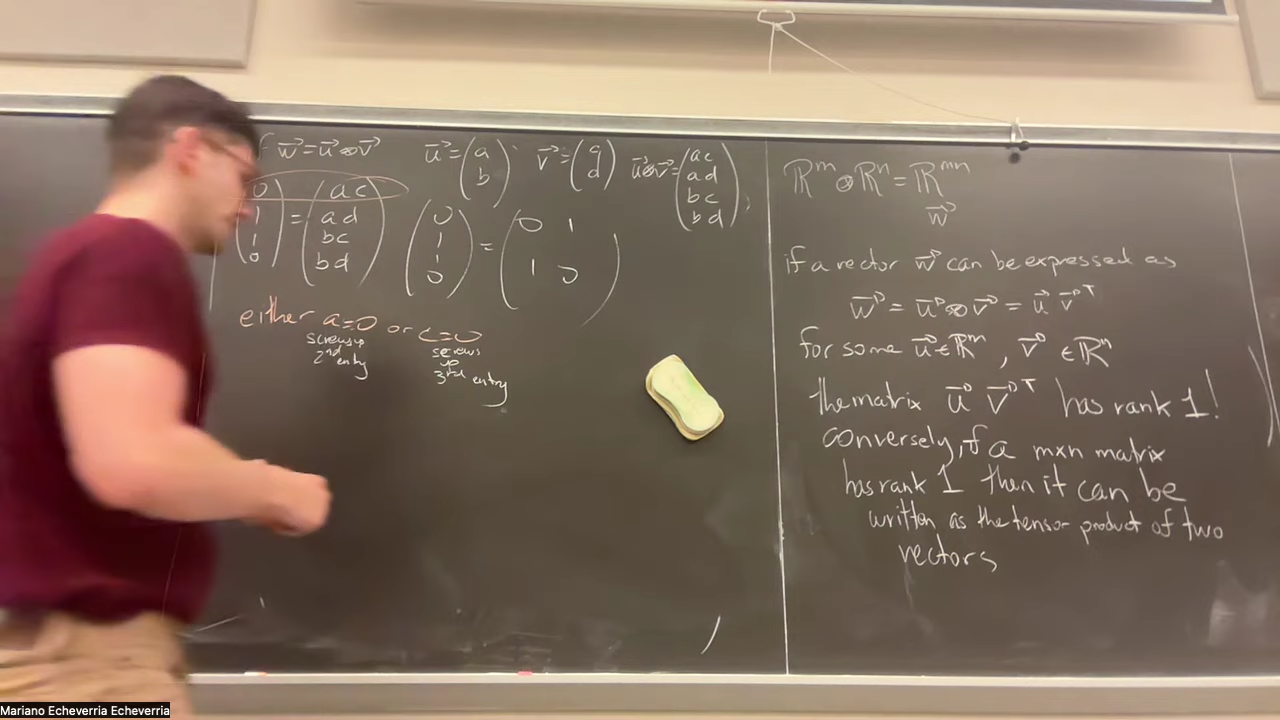 w⃗=u⃗⊗v⃗ u⃗=(a b) v⃗=(c d) u⃗⊗v⃗=(ac ad bc bd)
(0 1 1 0) = (ac ad bc bd) (0 1 1 0) = (0 1 1 0)
either a=0 or c=0
screws up 2nd entry
screws up 3rd entry
ℝᵐ⊗ℝⁿ=ℝᵐⁿ
w⃗
if a vector w⃗ can be expressed as
w⃗ = u⃗⊗v⃗ = u⃗ v⃗ᵀ
for some u⃗∈ℝᵐ, v⃗∈ℝⁿ
the matrix u⃗ v⃗ᵀ has rank 1!
conversely, if a mxn matrix
has rank 1 then it can be
written as the tensor product of two
vectors
Mariano Echeverria Echeverria